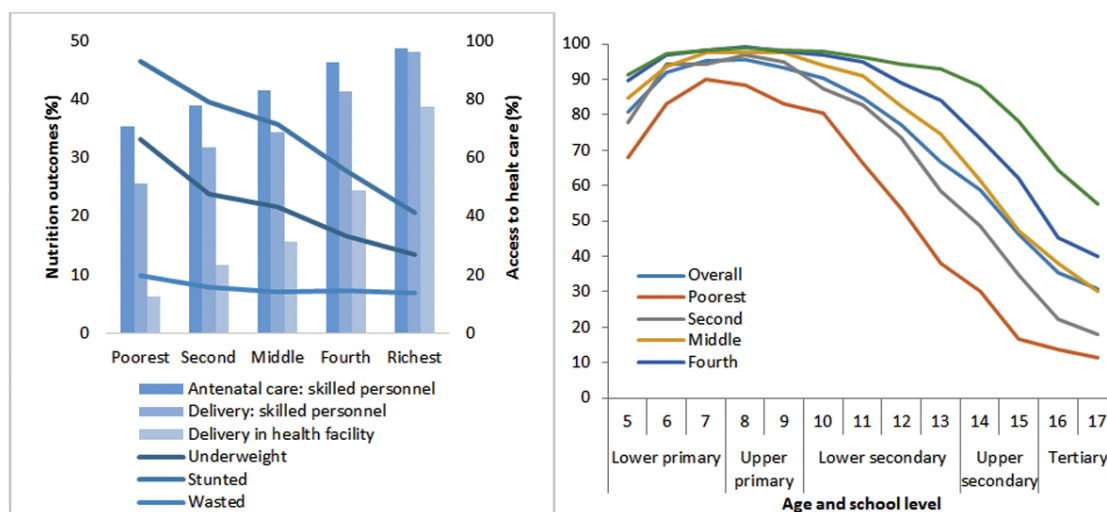 50
40
30
20
10
0
Nutrition outcomes (%)
100
80
60
40
20
0
Access to healt care (%)
Poorest Second Middle Fourth Richest
Antenatal care: skilled personnel
Delivery: skilled personnel
Delivery in health facility
Underweight
Stunted
Wasted
100
90
80
70
60
50
40
30
20
10
0
Overall
Poorest
Second
Middle
Fourth
5 6 7 8 9 10 11 12 13 14 15 16 17
Lower primary Upper primary Lower secondary Upper secondary Tertiary
Age and school level